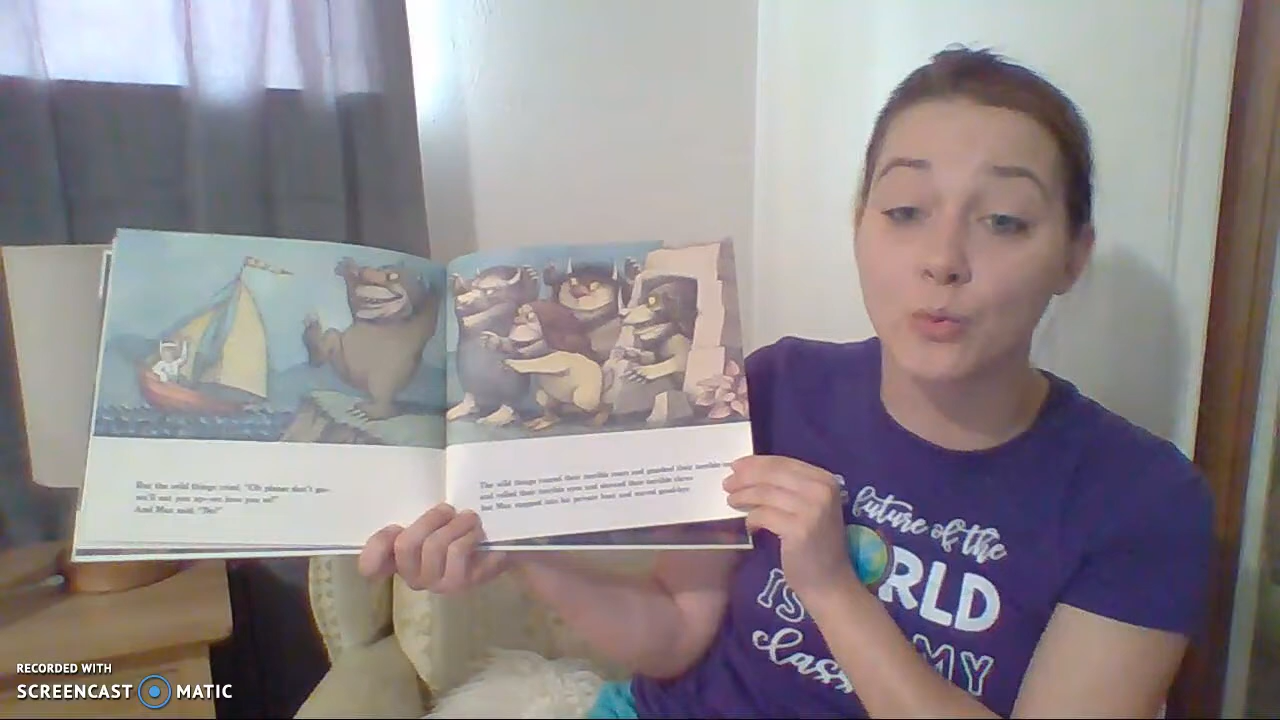 But the wild things cried, "Oh please don't go—
we'll eat you up—we love you so!"
And Max said, "No!"
The wild things roared their terrible roars and gnashed their terrible
and rolled their terrible eyes and showed their terrible claws
but Max stepped into his private boat and waved good-bye
future of the
RLD
IS MY
class
RECORDED WITH
SCREENCAST MATIC